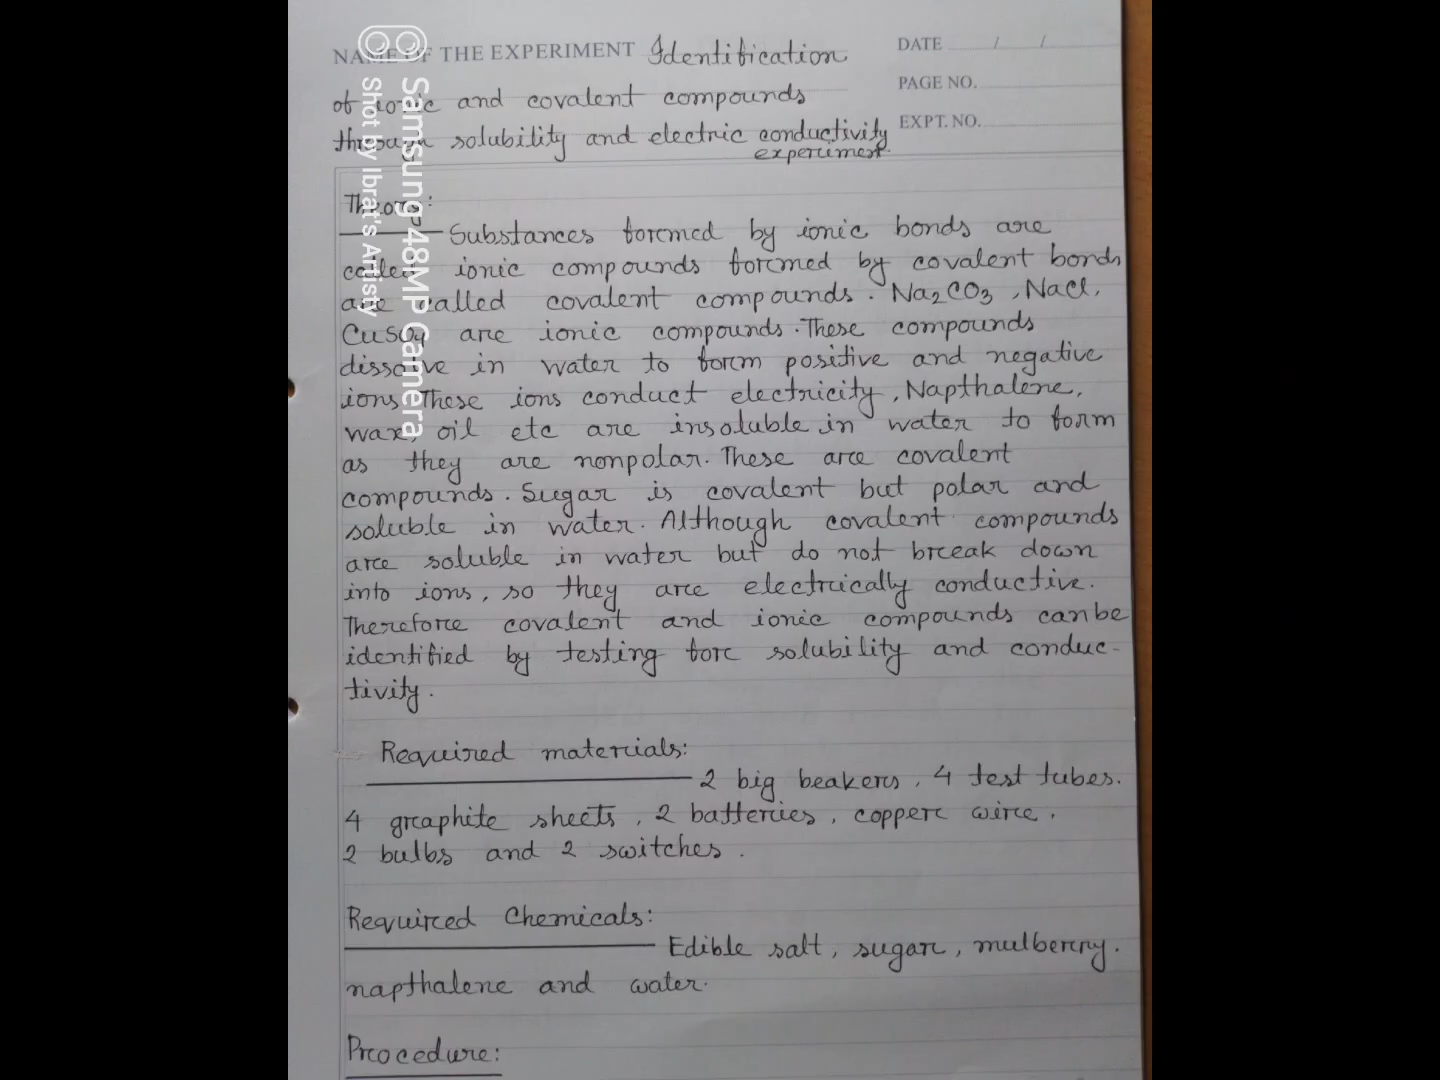 NAME OF THE EXPERIMENT Identification
of ionic and covalent compounds
through solubility and electric conductivity
experiment.
DATE / /
PAGE NO.
EXPT. NO.
Samsung 48MP Camera
Shot by Ibrat's Artisty
Theory:
Substances formed by ionic bonds are
called ionic compounds formed by covalent bonds
are called covalent compounds. Na₂CO₃, NaCl,
CuSO₄ are ionic compounds. These compounds
dissolve in water to form positive and negative
ions These ions conduct electricity, Napthalene,
wax, oil etc are insoluble in water to form
as they are nonpolar. These are covalent
compounds. Sugar is covalent but polar and
soluble in water. Although covalent compounds
are soluble in water but do not break down
into ions, so they are electrically conductive.
Therefore covalent and ionic compounds can be
identified by testing for solubility and conduc-
tivity.
Required materials:
2 big beakers, 4 test tubes.
4 graphite sheets, 2 batteries, copper wire,
2 bulbs and 2 switches.
Required Chemicals:
Edible salt, sugar, mulberry.
napthalene and water.
Procedure: